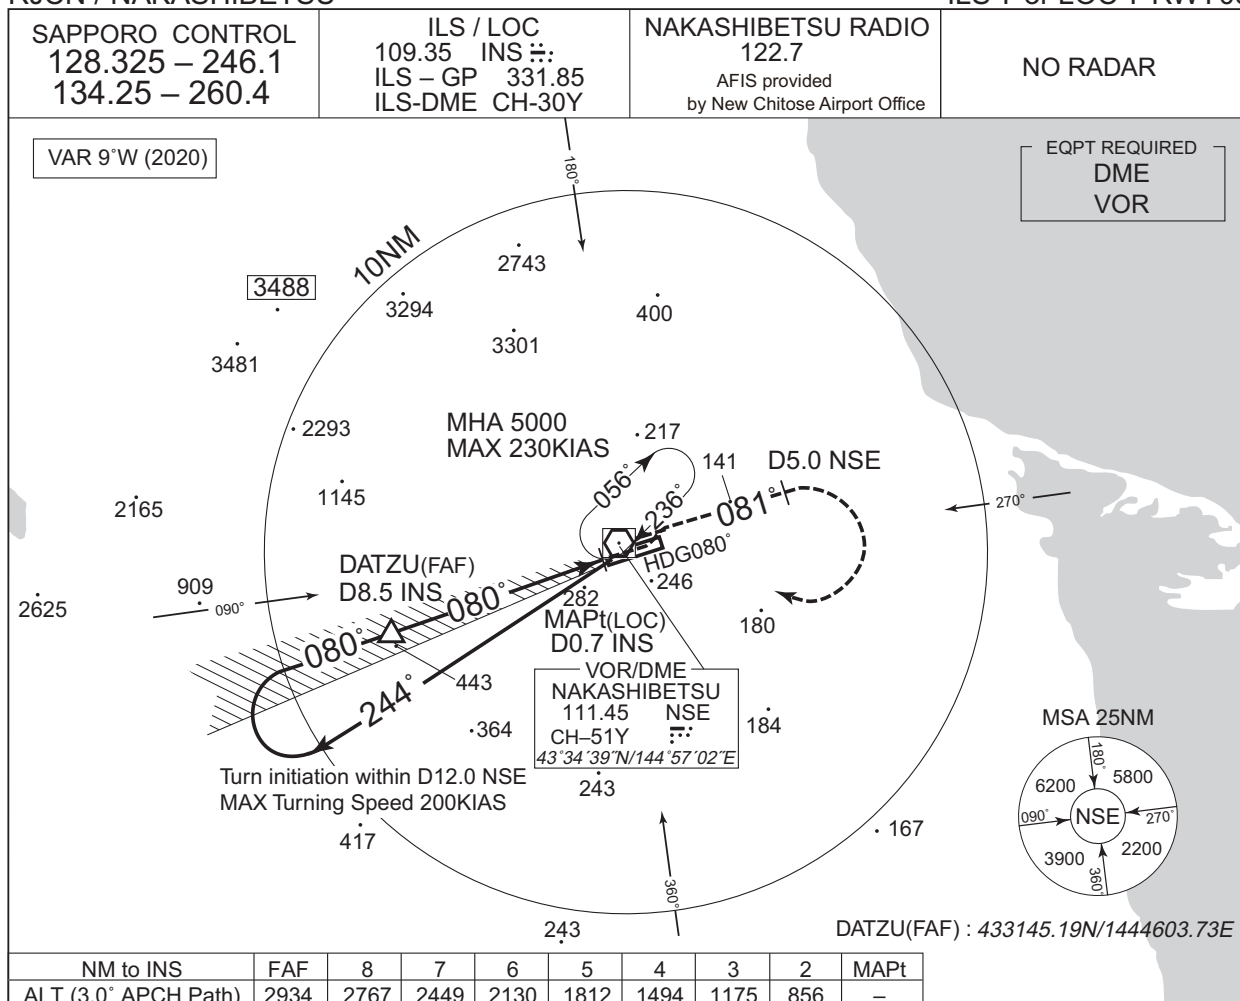 SAPPORO CONTROL
128.325 – 246.1
134.25 – 260.4
ILS / LOC
109.35 INS
ILS – GP 331.85
ILS-DME CH-30Y
NAKASHIBETSU RADIO
122.7
AFIS provided
by New Chitose Airport Office
NO RADAR
VAR 9˚W (2020)
EQPT REQUIRED
DME
VOR
180˚
10NM
2743
3488
3294
400
3301
3481
2293
MHA 5000
MAX 230KIAS
217
141
D5.0 NSE
1145
056˚
236˚
081˚
270˚
2165
HDG080˚
DATZU(FAF)
D8.5 INS
246
909
090˚
2625
080˚
282
MAPt(LOC)
D0.7 INS
180
080˚
443
244˚
364
VOR/DME
NAKASHIBETSU
111.45 NSE
CH–51Y
43˚34´39˝N/144˚57´02˝E
184
243
Turn initiation within D12.0 NSE
MAX Turning Speed 200KIAS
417
167
360˚
243
MSA 25NM
180˚
6200
5800
090˚
NSE
270˚
3900
2200
360˚
DATZU(FAF) : 433145.19N/1444603.73E
NM to INS FAF 8 7 6 5 4 3 2 MAPt
ALT (3.0˚ APCH Path) 2934 2767 2449 2130 1812 1494 1175 856 –